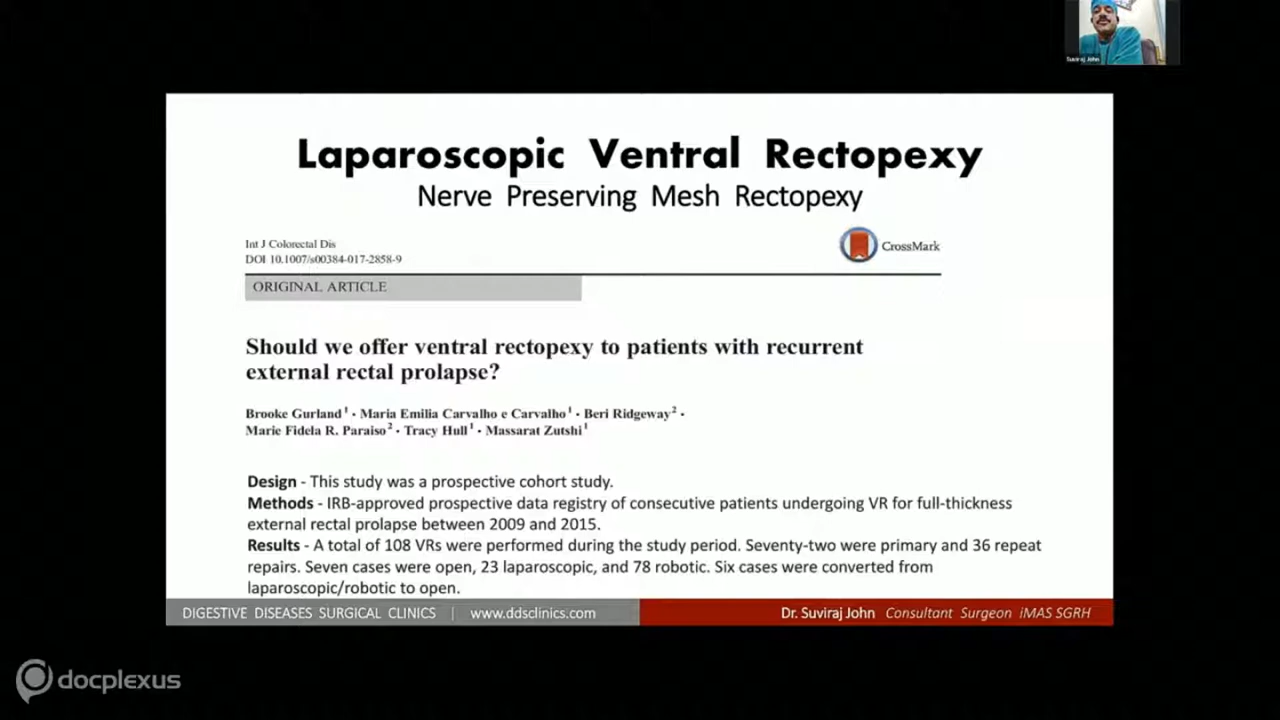 Suviraj John
Laparoscopic Ventral Rectopexy
Nerve Preserving Mesh Rectopexy
Int J Colorectal Dis
DOI 10.1007/s00384-017-2858-9
CrossMark
ORIGINAL ARTICLE
Should we offer ventral rectopexy to patients with recurrent
external rectal prolapse?
Brooke Gurland 1 · Maria Emilia Carvalho e Carvalho 1 · Beri Ridgeway 2 ·
Marie Fidela R. Paraiso 2 · Tracy Hull 1 · Massarat Zutshi 1
Design - This study was a prospective cohort study.
Methods - IRB-approved prospective data registry of consecutive patients undergoing VR for full-thickness
external rectal prolapse between 2009 and 2015.
Results - A total of 108 VRs were performed during the study period. Seventy-two were primary and 36 repeat
repairs. Seven cases were open, 23 laparoscopic, and 78 robotic. Six cases were converted from
laparoscopic/robotic to open.
DIGESTIVE DISEASES SURGICAL CLINICS | www.ddsclinics.com
Dr. Suviraj John Consultant Surgeon iMAS SGRH
docplexus